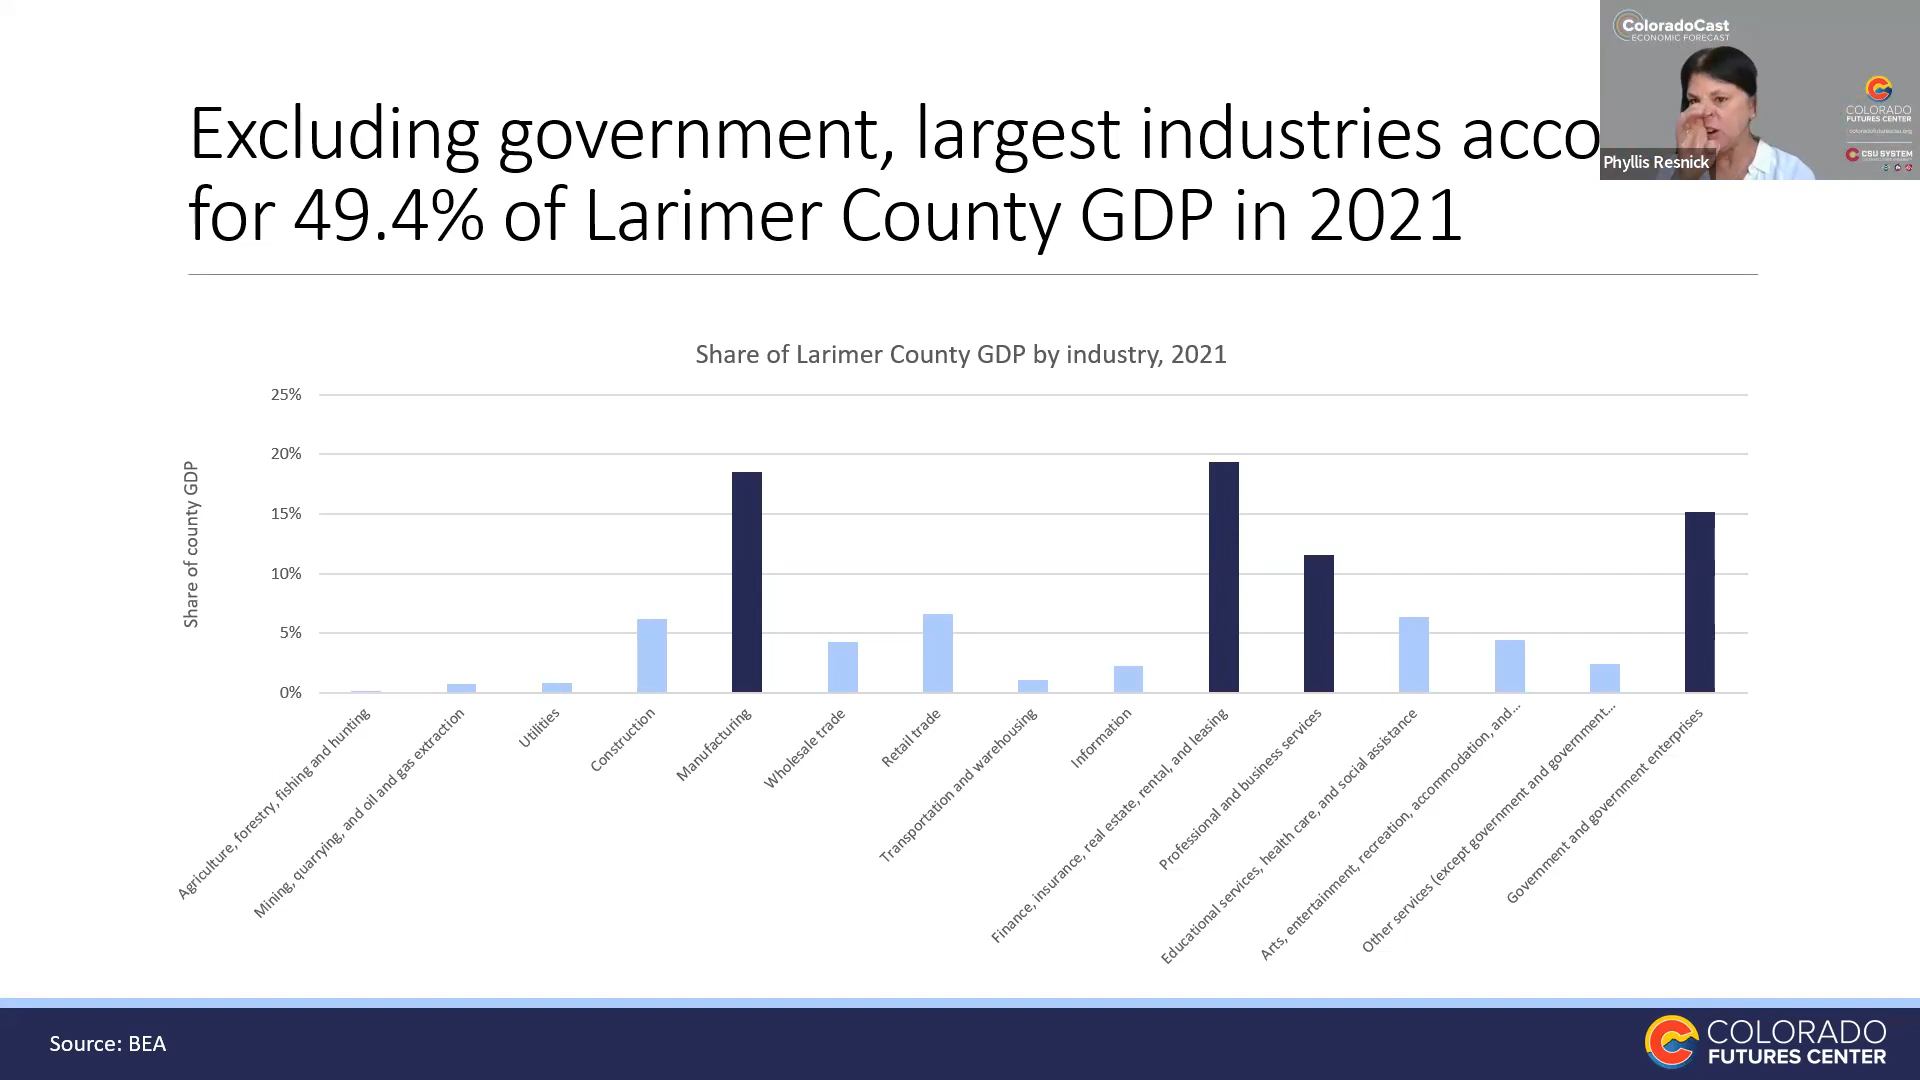 ColoradoCast
ECONOMIC FORECAST
COLORADO
FUTURES CENTER
coloradofuturescsu.org
CSU SYSTEM
Phyllis Resnick
Excluding government, largest industries acco
for 49.4% of Larimer County GDP in 2021
Share of Larimer County GDP by industry, 2021
Share of county GDP
25%
20%
15%
10%
5%
0%
Agriculture, forestry, fishing and hunting
Mining, quarrying, and oil and gas extraction
Utilities
Construction
Manufacturing
Wholesale trade
Retail trade
Transportation and warehousing
Information
Finance, insurance, real estate, rental, and leasing
Professional and business services
Educational services, health care, and social assistance
Arts, entertainment, recreation, accommodation, and...
Other services (except government and government...
Government and government enterprises
Source: BEA
COLORADO
FUTURES CENTER